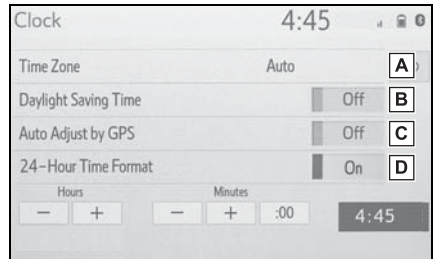 Clock 4:45
Time Zone Auto A
Daylight Saving Time Off B
Auto Adjust by GPS Off C
24-Hour Time Format On D
Hours Minutes
- + - + :00 4:45